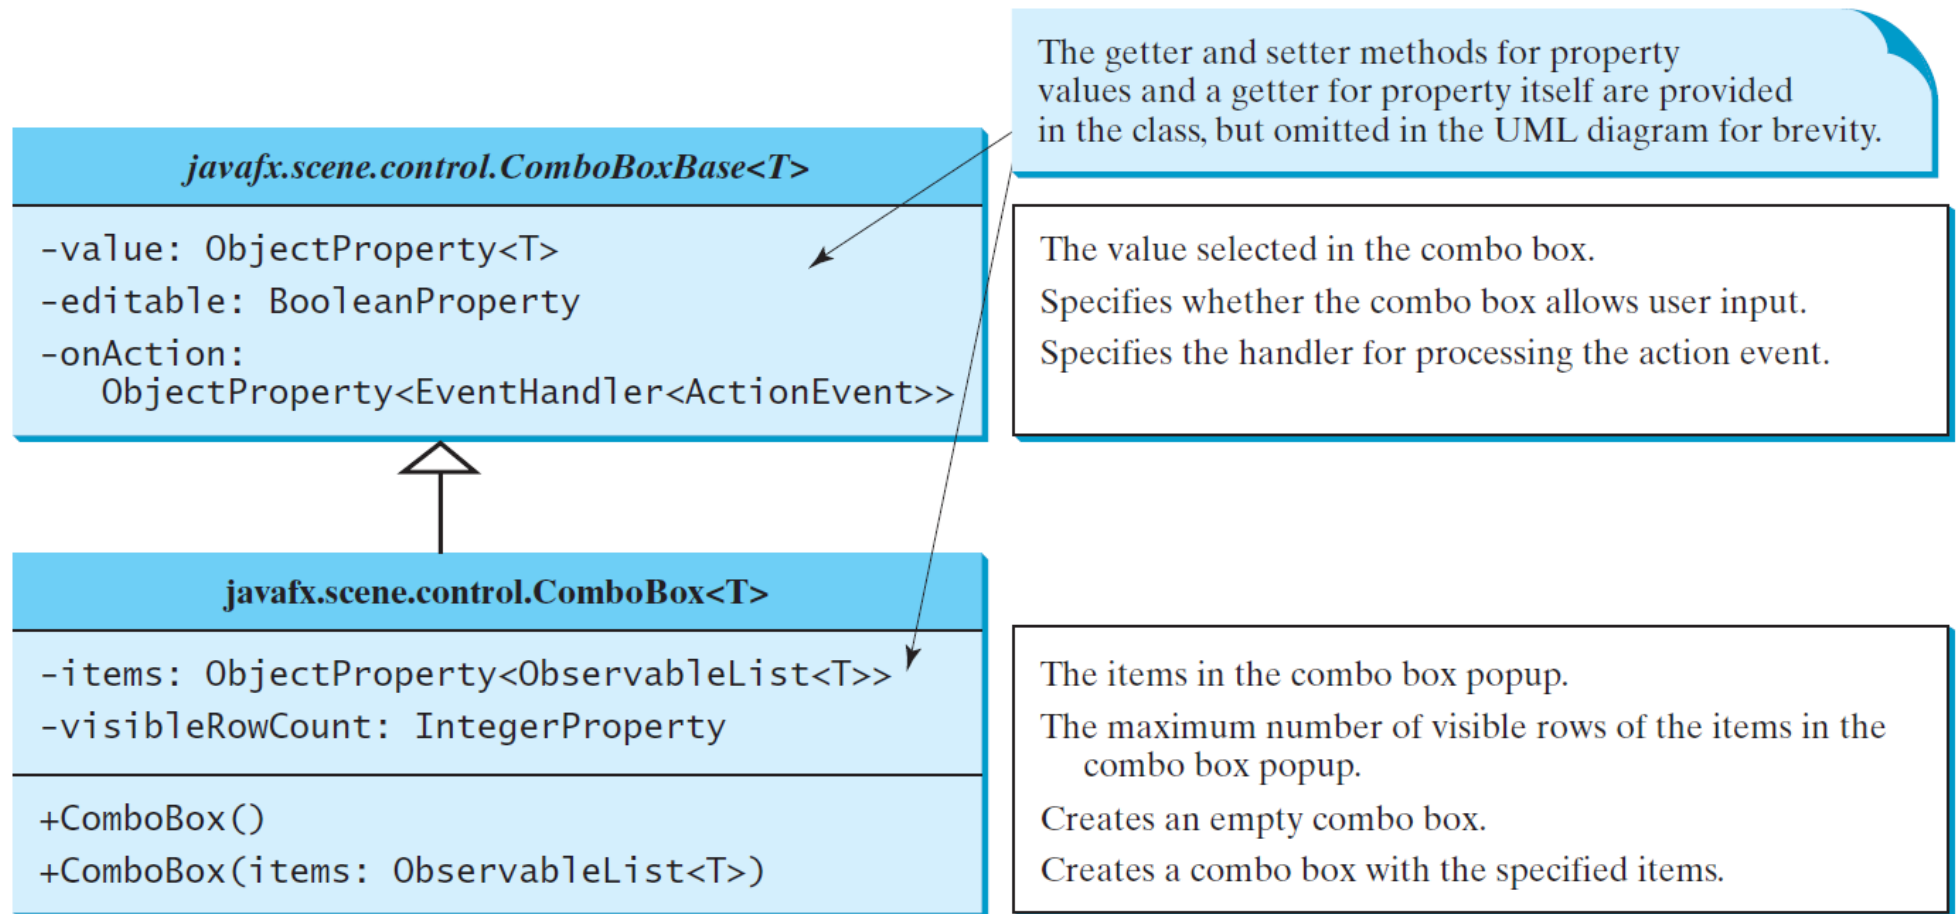 The getter and setter methods for property
values and a getter for property itself are provided
in the class, but omitted in the UML diagram for brevity.
javafx.scene.control.ComboBoxBase<T>
-value: ObjectProperty<T>
-editable: BooleanProperty
-onAction:
ObjectProperty<EventHandler<ActionEvent>>
The value selected in the combo box.
Specifies whether the combo box allows user input.
Specifies the handler for processing the action event.
javafx.scene.control.ComboBox<T>
-items: ObjectProperty<ObservableList<T>>
-visibleRowCount: IntegerProperty
+ComboBox()
+ComboBox(items: ObservableList<T>)
The items in the combo box popup.
The maximum number of visible rows of the items in the
combo box popup.
Creates an empty combo box.
Creates a combo box with the specified items.